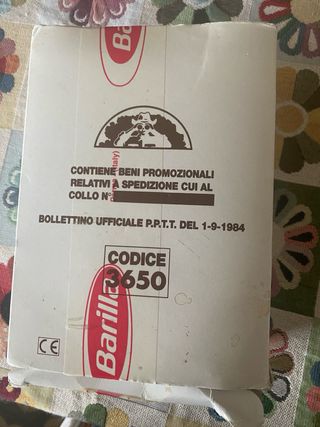 Barilla
CONTIENE BENI PROMOZIONALI
RELATIVI A SPEDIZIONE CUI AL
COLLO N°
Italy)
BOLLETTINO UFFICIALE P.P.T.T. DEL 1-9-1984
CODICE
3650
Barilla
CE